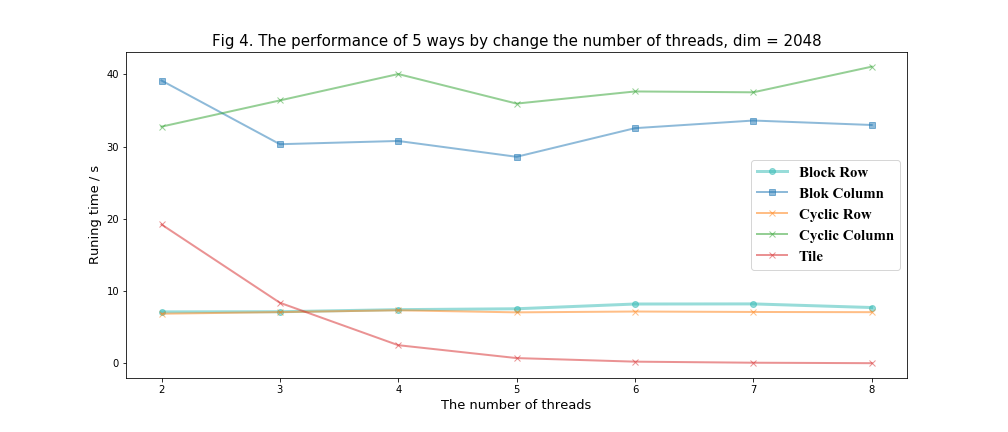 Fig 4. The performance of 5 ways by change the number of threads, dim = 2048
40
30
20
10
0
Runing time / s
Block Row
Blok Column
Cyclic Row
Cyclic Column
Tile
2 3 4 5 6 7 8
The number of threads